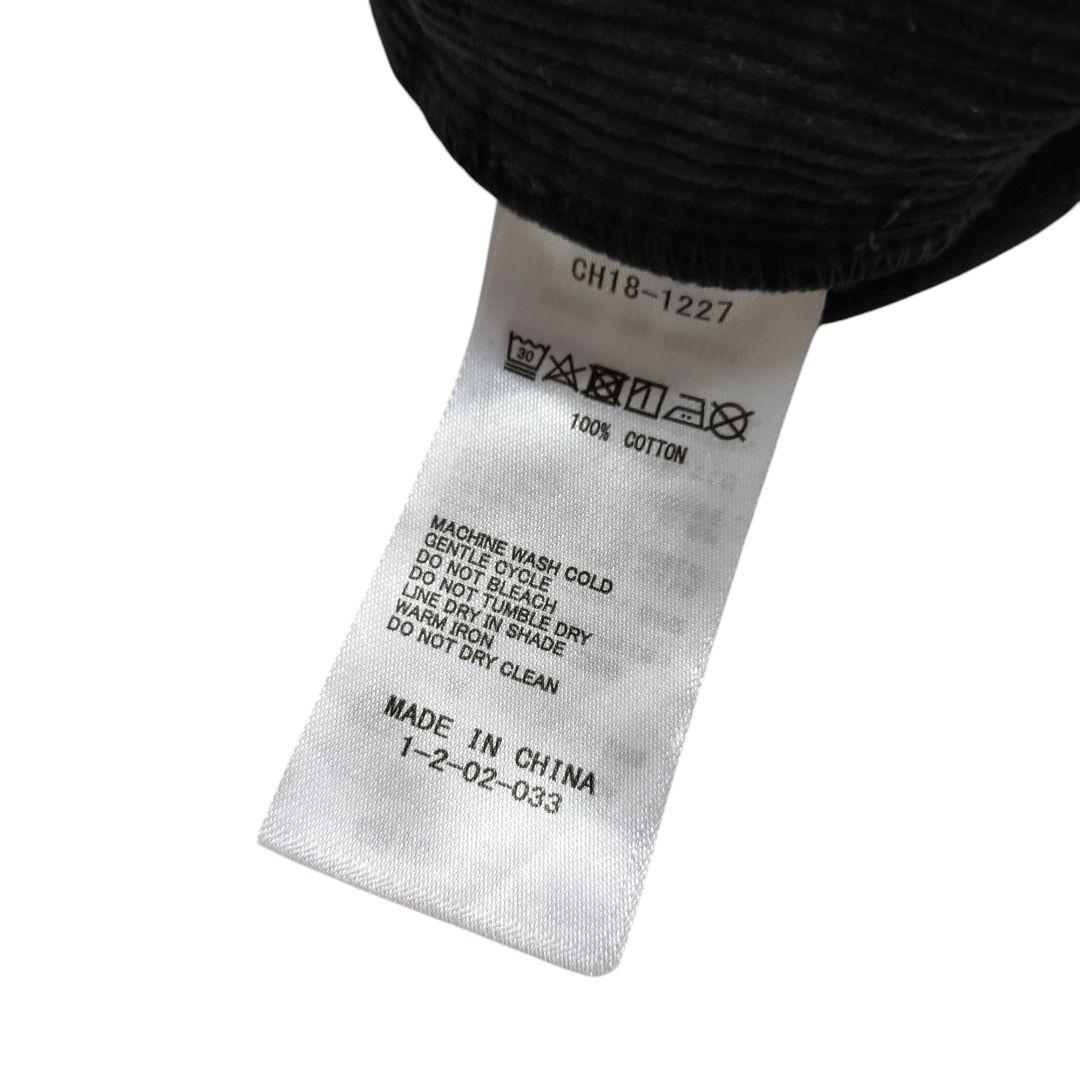 CH18-1227
30
100% COTTON
MACHINE WASH COLD
GENTLE CYCLE
DO NOT BLEACH
DO NOT TUMBLE DRY
LINE DRY IN SHADE
WARM IRON
DO NOT DRY CLEAN
MADE IN CHINA
1-2-02-033